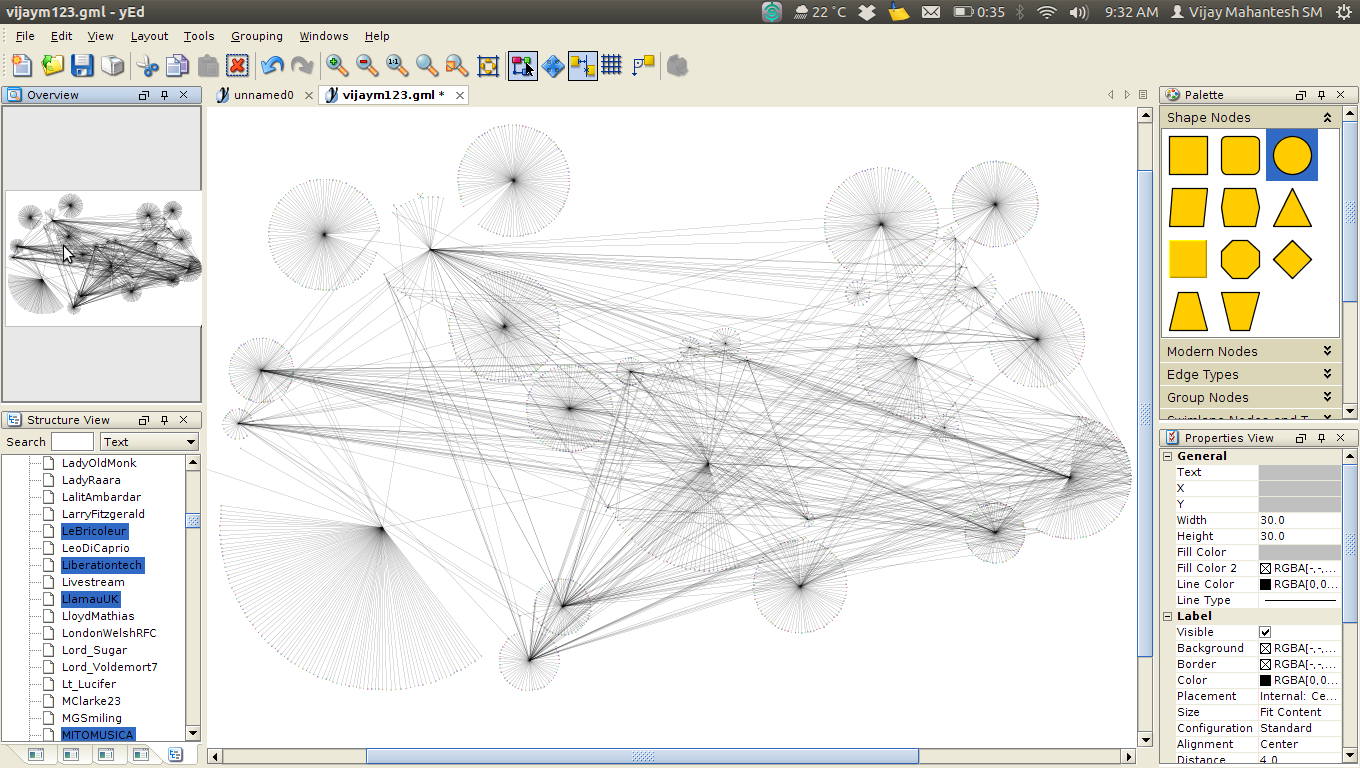 vijaym123.gml - yEd
22 °C
0:35
9:32 AM
Vijay Mahantesh SM
File Edit View Layout Tools Grouping Windows Help
1:1
Overview
unnamed0
vijaym123.gml *
Palette
Shape Nodes
Modern Nodes
Edge Types
Group Nodes
Swimlane Nodes and T
Structure View
Search
Text
LadyOldMonk
LadyRaara
LalitAmbardar
LarryFitzgerald
LeBricoleur
LeoDiCaprio
Liberationtech
Livestream
LlamauUK
LloydMathias
LondonWelshRFC
Lord_Sugar
Lord_Voldemort7
Lt_Lucifer
MClarke23
MGSmiling
MITOMUSICA
Properties View
General
Text
X
Y
Width 30.0
Height 30.0
Fill Color
Fill Color 2 RGBA[-,-,...
Line Color RGBA[0,0...
Line Type
Label
Visible
Background RGBA[-,-,...
Border RGBA[-,-,...
Color RGBA[0,0...
Placement Internal: Ce...
Size Fit Content
Configuration Standard
Alignment Center
Distance 4.0